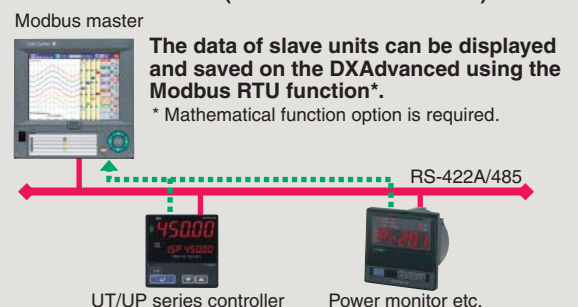 Modbus master
The data of slave units can be displayed
and saved on the DXAdvanced using the
Modbus RTU function*.
* Mathematical function option is required.
RS-422A/485
450.00
UT/UP series controller
Power monitor etc.